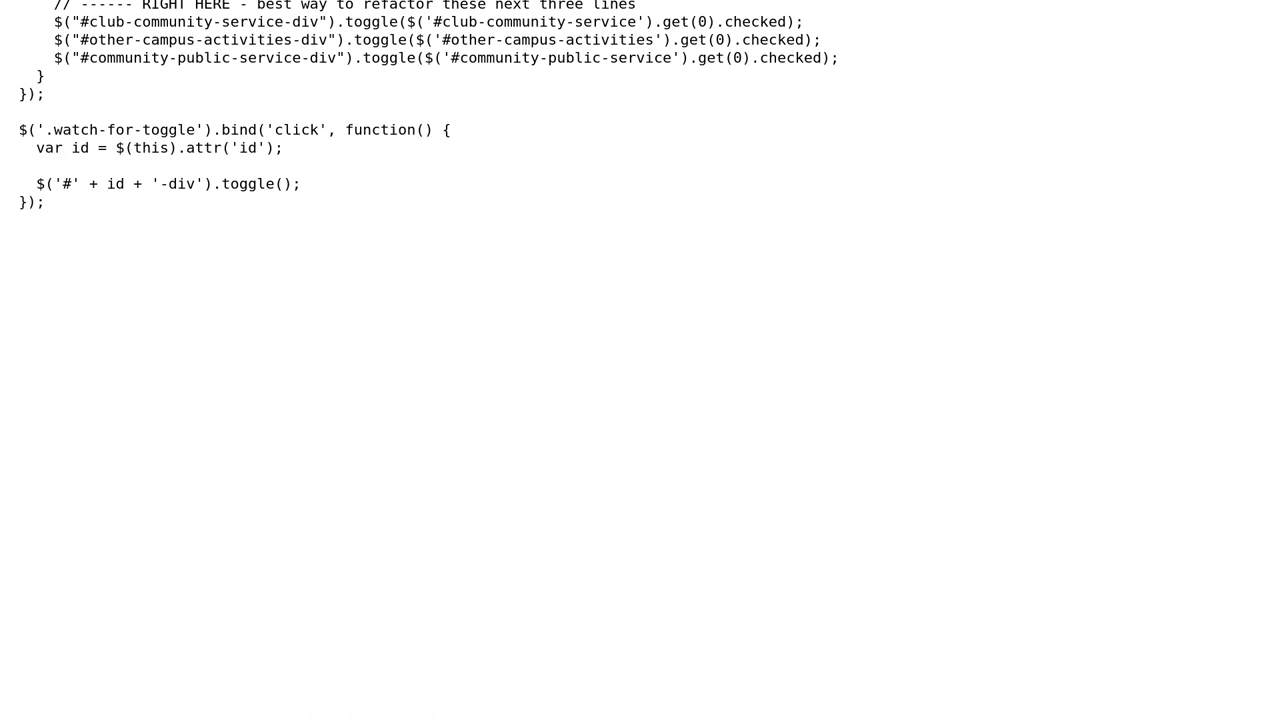 // ------ RIGHT HERE - best way to refactor these next three lines
$("#club-community-service-div").toggle($('#club-community-service').get(0).checked);
$("#other-campus-activities-div").toggle($('#other-campus-activities').get(0).checked);
$("#community-public-service-div").toggle($('#community-public-service').get(0).checked);
}
});
$('.watch-for-toggle').bind('click', function() {
var id = $(this).attr('id');
$('#' + id + '-div').toggle();
});